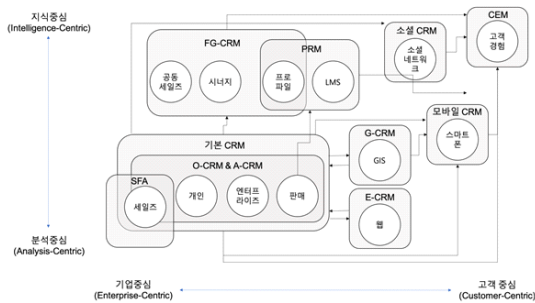 지식중심
(Intelligence-Centric)
CEM
고객
경험
소셜 CRM
소셜
네트워
크
FG-CRM
공동
세일즈
시너지
PRM
프로
파일
LMS
모바일 CRM
스마트
폰
기본 CRM
O-CRM & A-CRM
SFA
세일즈
개인
엔터프
라이즈
판매
G-CRM
GIS
E-CRM
웹
분석중심
(Analysis-Centric)
기업중심
(Enterprise-Centric)
고객 중심
(Customer-Centric)